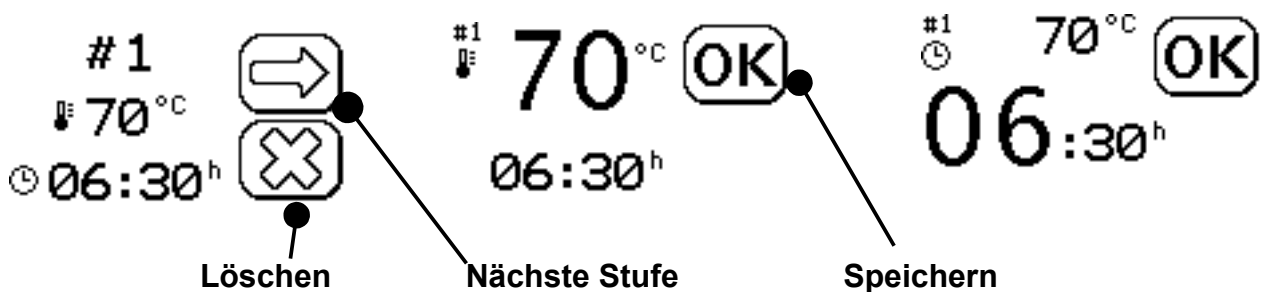 #1
70°C
06:30h
#1
70°C OK
06:30h
#1
70°C OK
06:30h
Löschen
Nächste Stufe
Speichern